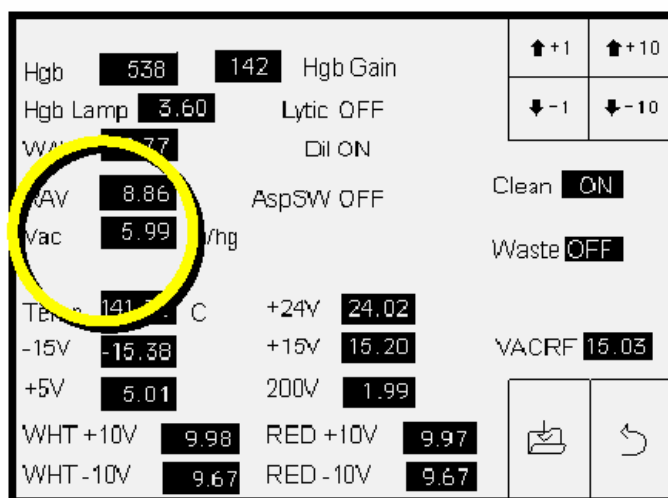 Hgb 538 142 Hgb Gain
↑+1 ↑+10
Hgb Lamp 3.60 Lytic OFF
↓-1 ↓-10
Dil ON
8.86 AspSW OFF
Clean ON
Vac 5.99
Waste OFF
C +24V 24.02
-15V -15.38 +15V 15.20 VACRF 15.03
+5V 5.01 200V 1.99
WHT +10V 9.98 RED +10V 9.97
WHT -10V 9.67 RED -10V 9.67